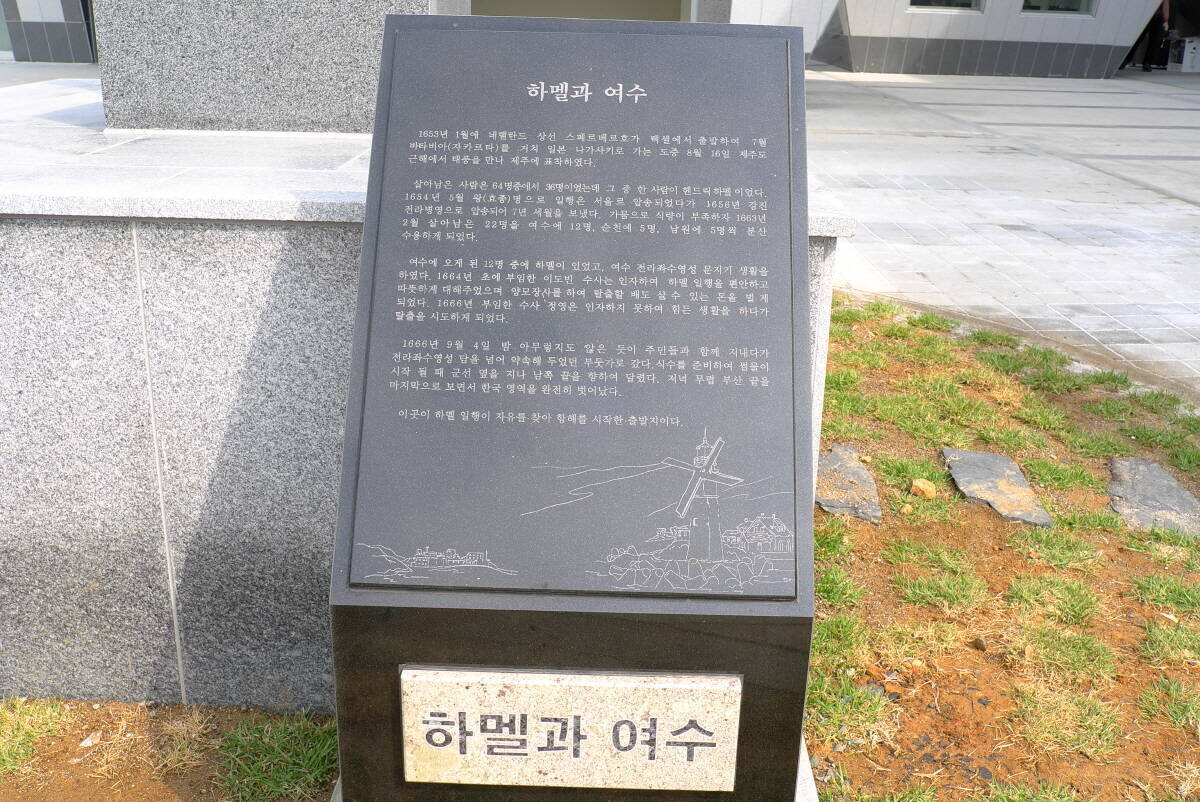 하멜과 여수
1653년 1월에 네델란드 상선 스페르베르호가 텍셀에서 출발하여 7월
바타비아(자카르타)를 거쳐 일본 나가사키로 가는 도중 8월 16일 제주도
근해에서 태풍을 만나 제주에 표착하였다.
살아남은 사람은 64명중에서 36명이었는데 그 중 한 사람이 헨드릭하멜 이었다.
1654년 5월 왕(효종)명으로 일행은 서울로 압송되었다가 1656년 강진
전라병영으로 압송되어 7년 세월을 보냈다. 가뭄으로 식량이 부족하자 1663년
2월 살아남은 22명을 여수에 12명, 순천에 5명, 남원에 5명씩 분산
수용하게 되었다.
여수에 오게 된 12명 중에 하멜이 있었고, 여수 전라좌수영성 문지기 생활을
하였다. 1664년 초에 부임한 이도빈 수사는 인자하여 하멜 일행을 편안하고
따뜻하게 대해주었으며 양모장사를 하여 탈출할 배도 살 수 있는 돈을 벌 게
되었다. 1666년 부임한 수사 정영은 인자하지 못하여 힘든 생활을 하다가
탈출을 시도하게 되었다.
1666년 9월 4일 밤 아무렇지도 않은 듯이 주민들과 함께 지내다가
전라좌수영성 담을 넘어 약속해 두었던 부둣가로 갔다.식수를 준비하여 썰물이
시작 될 때 군선 옆을 지나 남쪽 끝을 향하여 달렸다. 저녁 무렵 부산 끝을
마지막으로 보면서 한국 영역을 완전히 벗어났다.
이곳이 하멜 일행이 자유를 찾아 항해를 시작한 출발지이다.
하멜과 여수